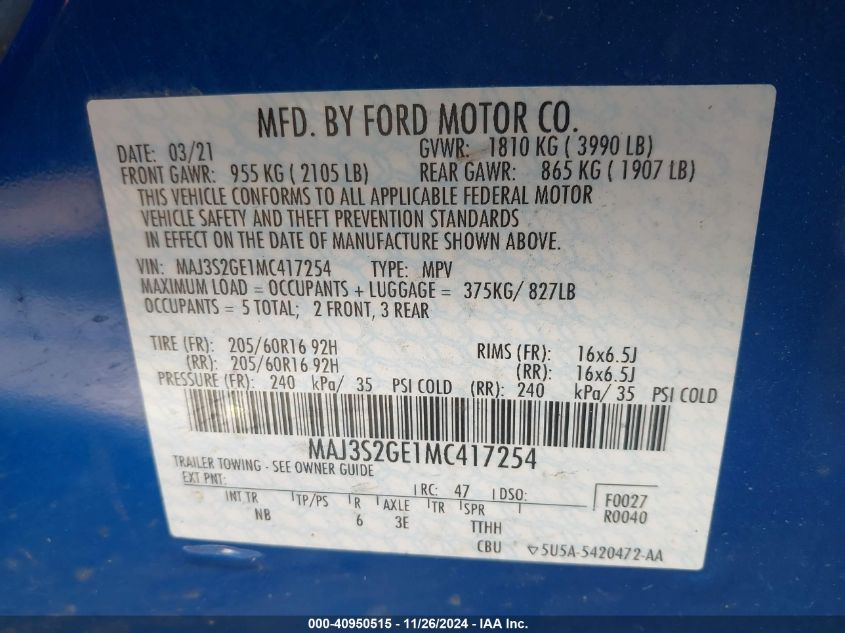 MFD. BY FORD MOTOR CO.
DATE: 03/21 GVWR: 1810 KG ( 3990 LB)
FRONT GAWR: 955 KG ( 2105 LB) REAR GAWR: 865 KG ( 1907 LB)
THIS VEHICLE CONFORMS TO ALL APPLICABLE FEDERAL MOTOR
VEHICLE SAFETY AND THEFT PREVENTION STANDARDS
IN EFFECT ON THE DATE OF MANUFACTURE SHOWN ABOVE.
VIN: MAJ3S2GE1MC417254 TYPE: MPV
MAXIMUM LOAD = OCCUPANTS + LUGGAGE = 375KG/ 827LB
OCCUPANTS = 5 TOTAL; 2 FRONT, 3 REAR
TIRE (FR): 205/60R16 92H RIMS (FR): 16x6.5J
(RR): 205/60R16 92H (RR): 16x6.5J
PRESSURE (FR): 240 kPa/ 35 PSI COLD (RR): 240 kPa/ 35 PSI COLD
MAJ3S2GE1MC417254
TRAILER TOWING - SEE OWNER GUIDE
EXT PNT: RC: 47 DSO: F0027
INT TR TP/PS R AXLE TR SPR R0040
NB 6 3E TTHH
CBU 5U5A-5420472-AA
000-40950515 - 11/26/2024 - IAAI.com